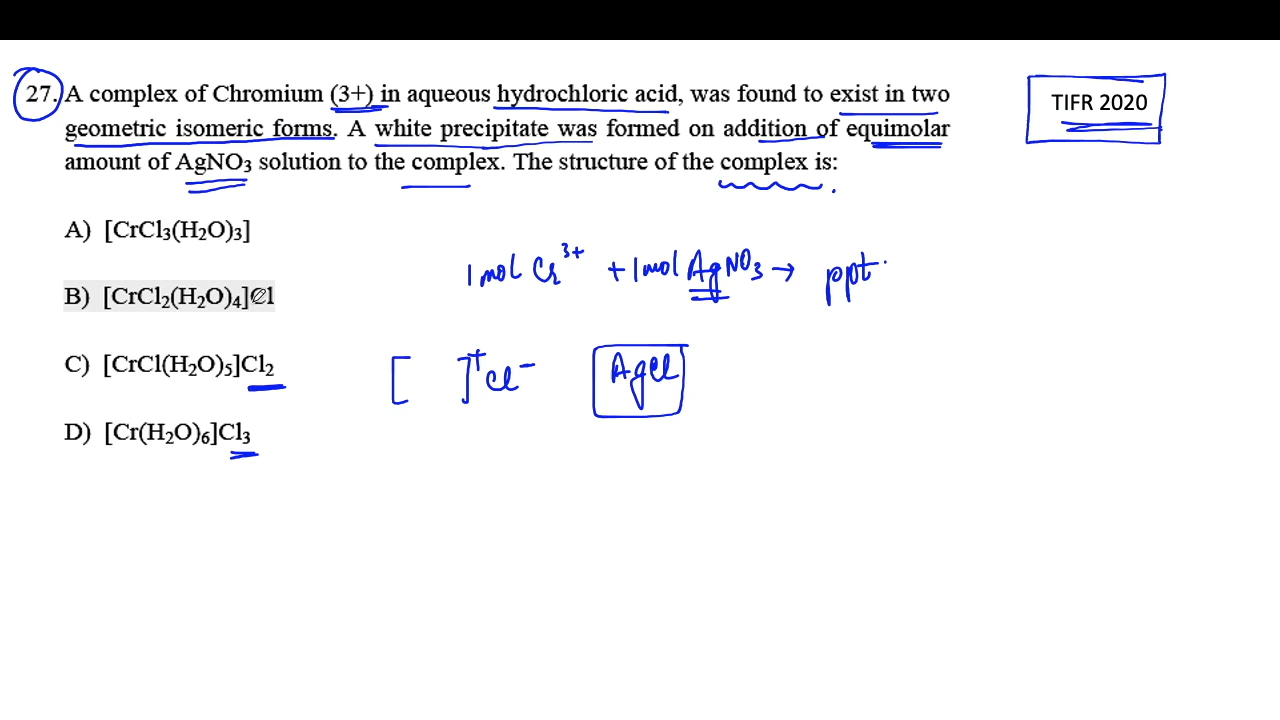 27. A complex of Chromium (3+) in aqueous hydrochloric acid, was found to exist in two
geometric isomeric forms. A white precipitate was formed on addition of equimolar
amount of AgNO₃ solution to the complex. The structure of the complex is:
TIFR 2020
A) [CrCl₃(H₂O)₃]
B) [CrCl₂(H₂O)₄]Cl
C) [CrCl(H₂O)₅]Cl₂
D) [Cr(H₂O)₆]Cl₃
1 mol Cr³⁺ + 1 mol AgNO₃ → ppt.
[ ]⁺Cl⁻ AgCl